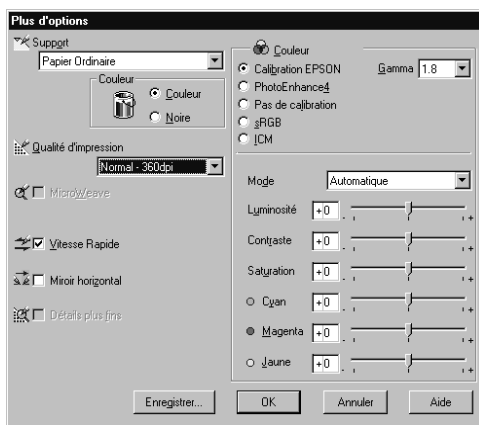 Plus d'options
Support
Papier Ordinaire
Couleur
Couleur
Noire
Qualité d'impression
Normal - 360dpi
MicroWeave
Vitesse Rapide
Miroir horizontal
Détails plus fins
Couleur
Calibration EPSON
Gamma 1.8
PhotoEnhance4
Pas de calibration
sRGB
ICM
Mode Automatique
Luminosité +0 - +
Contraste +0 - +
Saturation +0 - +
Cyan +0 - +
Magenta +0 - +
Jaune +0 - +
Enregistrer... OK Annuler Aide